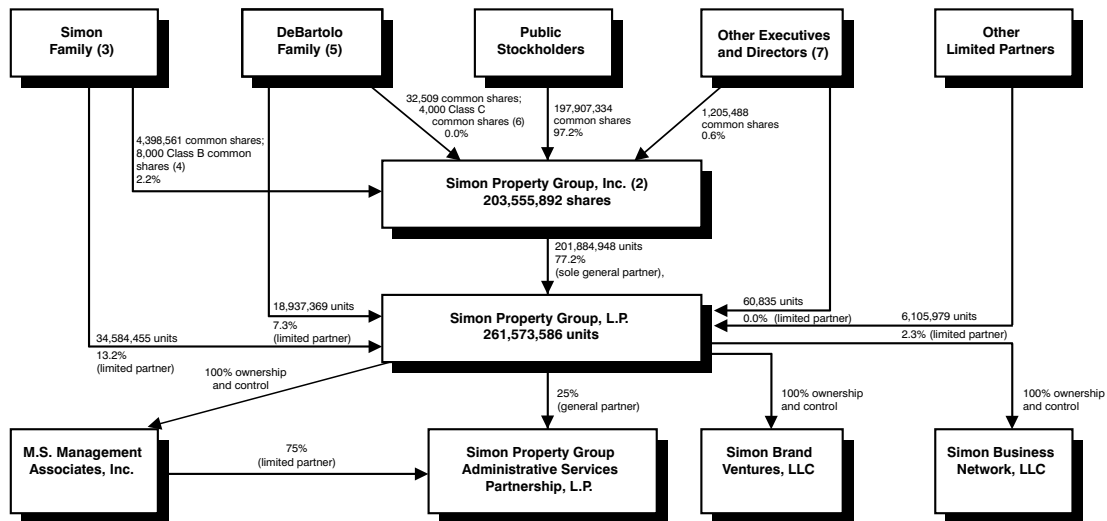 Simon
Family (3)
DeBartolo
Family (5)
Public
Stockholders
Other Executives
and Directors (7)
Other
Limited Partners
4,398,561 common shares;
8,000 Class B common
shares (4)
2.2%
32,509 common shares;
4,000 Class C
common shares (6)
0.0%
197,907,334
common shares
97.2%
1,205,488
common shares
0.6%
Simon Property Group, Inc. (2)
203,555,892 shares
201,884,948 units
77.2%
(sole general partner),
34,584,455 units
13.2%
(limited partner)
18,937,369 units
7.3%
(limited partner)
Simon Property Group, L.P.
261,573,586 units
60,835 units
0.0% (limited partner)
6,105,979 units
2.3% (limited partner)
100% ownership
and control
25%
(general partner)
100% ownership
and control
100% ownership
and control
M.S. Management
Associates, Inc.
75%
(limited partner)
Simon Property Group
Administrative Services
Partnership, L.P.
Simon Brand
Ventures, LLC
Simon Business
Network, LLC